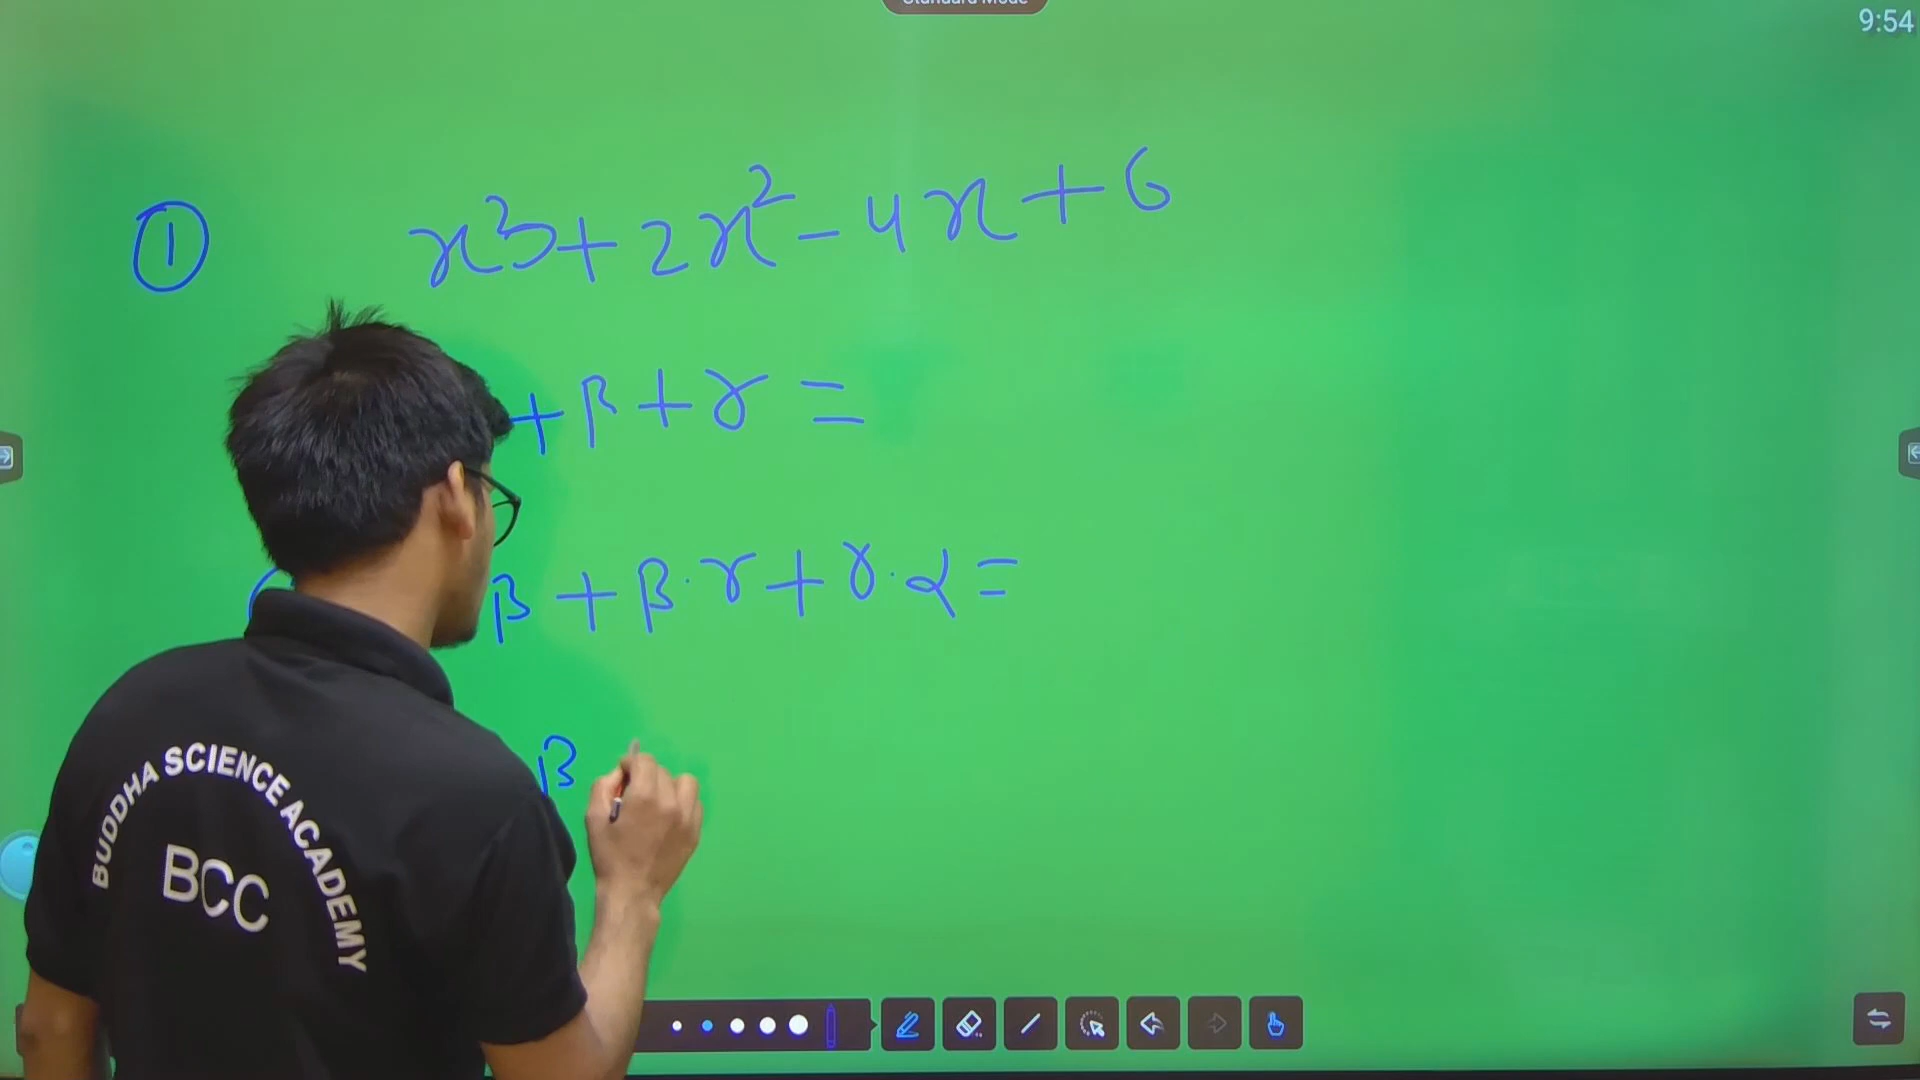 9:54
① x³ + 2x² - 4x + 6
+ β + γ =
β + β·γ + γ·α =
β
BUDDHA SCIENCE ACADEMY
BCC